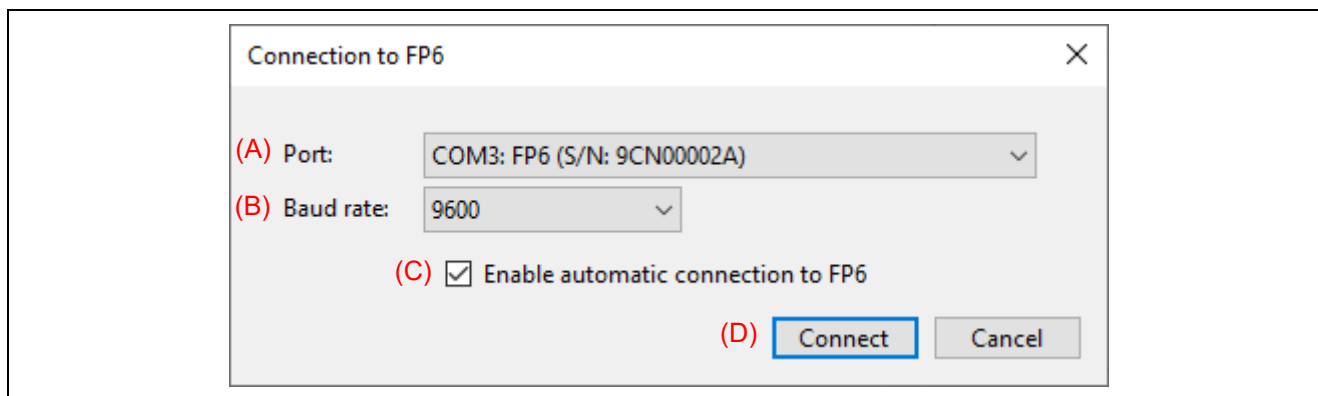 Connection to FP6
(A) Port: COM3: FP6 (S/N: 9CN00002A)
(B) Baud rate: 9600
(C) Enable automatic connection to FP6
(D) Connect Cancel